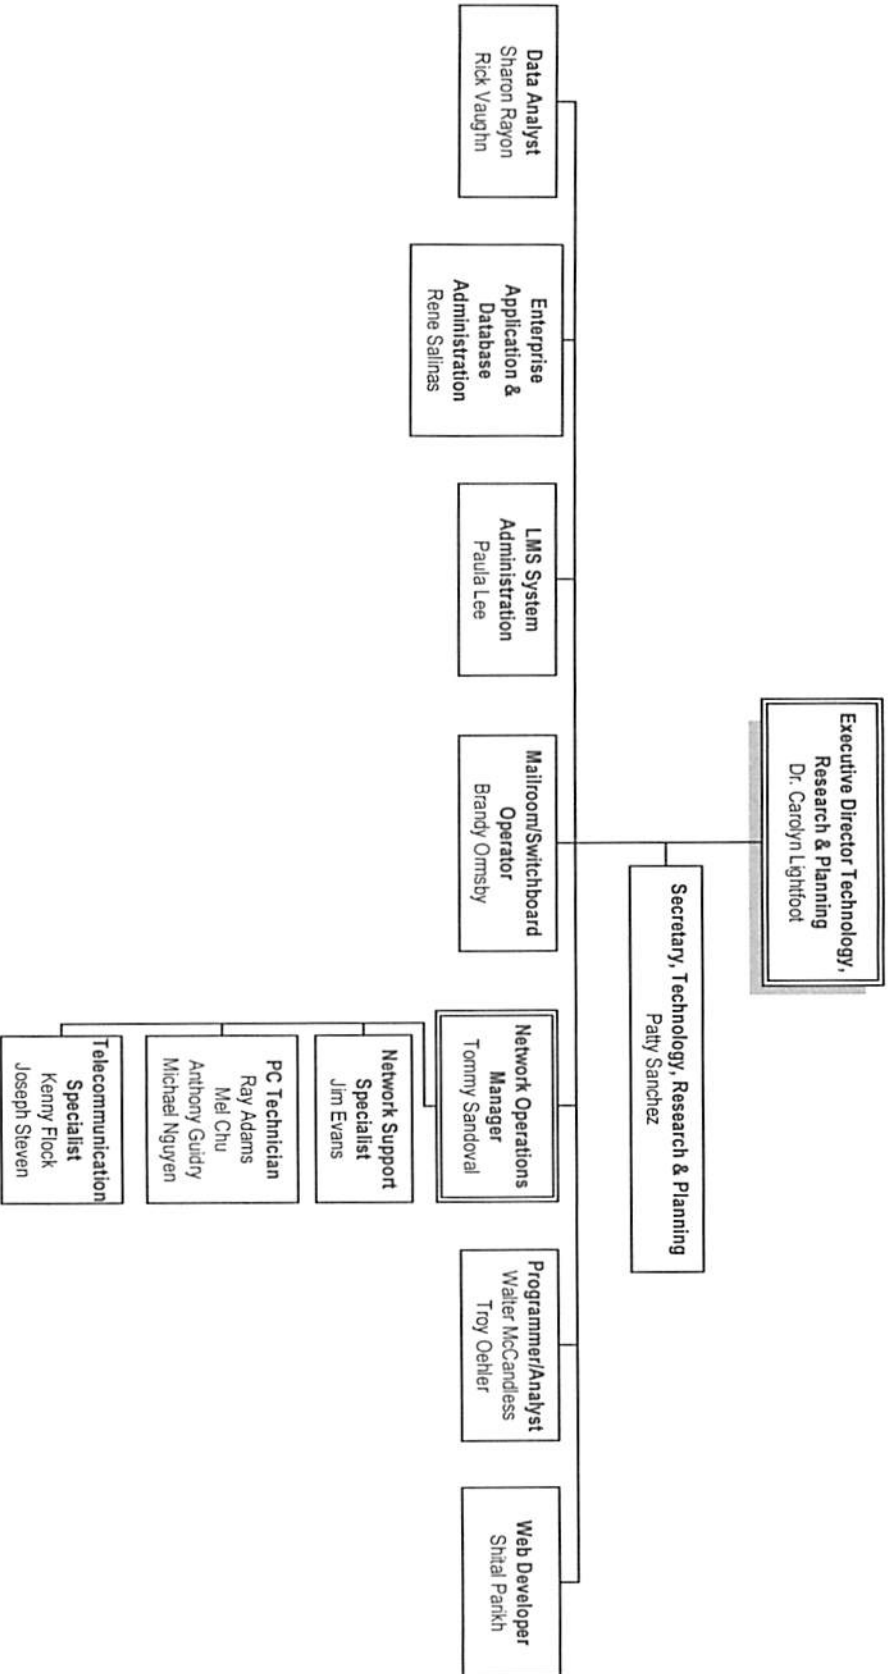 Executive Director Technology,
Research & Planning
Dr. Carolyn Lightfoot
Secretary, Technology, Research & Planning
Patty Sanchez
Data Analyst
Sharon Rayon
Rick Vaughn
Enterprise
Application &
Database
Administration
Rene Salinas
LMS System
Administration
Paula Lee
Mailroom/Switchboard
Operator
Brandy Ormsby
Network Operations
Manager
Tommy Sandoval
Network Support
Specialist
Jim Evans
PC Technician
Ray Adams
Mel Chu
Anthony Guidry
Michael Nguyen
Telecommunication
Specialist
Kenny Flock
Joseph Steven
Programmer/Analyst
Walter McCandless
Troy Oehler
Web Developer
Shital Parikh